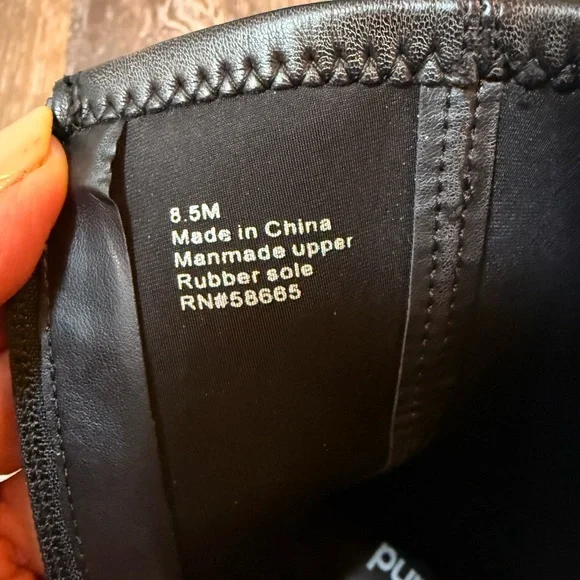 8.5M
Made in China
Manmade upper
Rubber sole
RN#58665